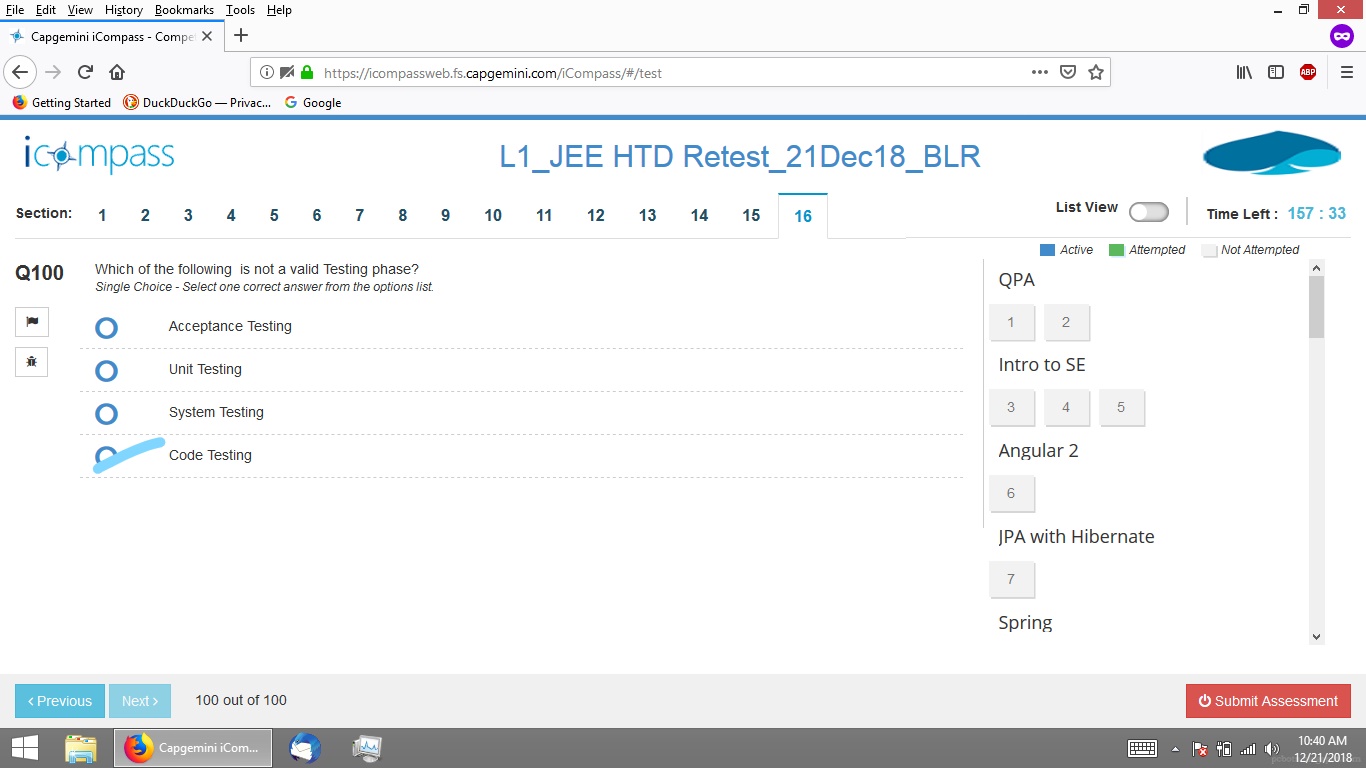 File Edit View History Bookmarks Tools Help
Capgemini iCompass - Compe
https://icompassweb.fs.capgemini.com/iCompass/#/test
ABP
Getting Started DuckDuckGo — Privac... Google
icompass
L1_JEE HTD Retest_21Dec18_BLR
Section: 1 2 3 4 5 6 7 8 9 10 11 12 13 14 15 16
List View
Time Left : 157 : 33
Active Attempted Not Attempted
Q100
Which of the following is not a valid Testing phase?
Single Choice - Select one correct answer from the options list.
Acceptance Testing
Unit Testing
System Testing
Code Testing
QPA
1 2
Intro to SE
3 4 5
Angular 2
6
JPA with Hibernate
7
Spring
Previous Next 100 out of 100
Submit Assessment
Capgemini iCom...
10:40 AM
12/21/2018